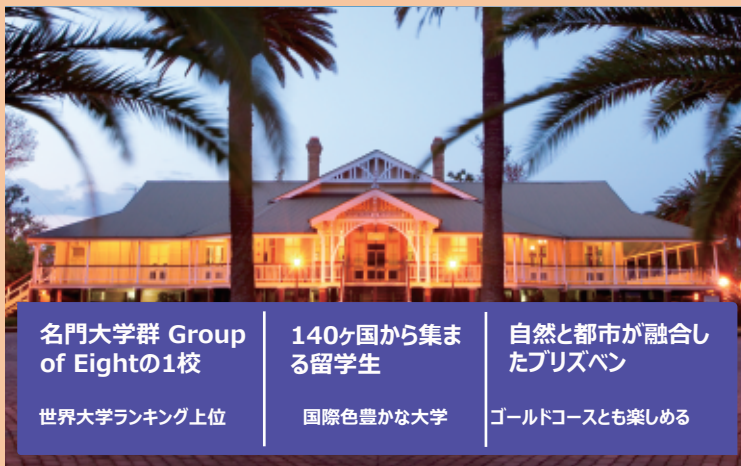 名門大学群 Group
of Eightの1校
世界大学ランキング上位
140ヶ国から集ま
る留学生
国際色豊かな大学
自然と都市が融合し
たブリズベン
ゴールドコースとも楽しめる